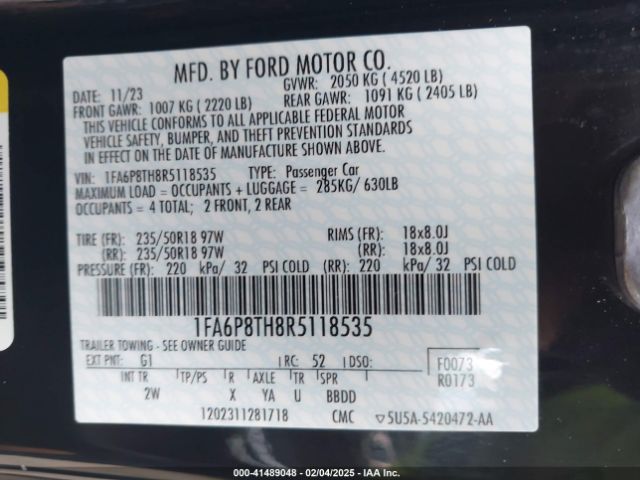 MFD. BY FORD MOTOR CO.
DATE: 11/23 GVWR: 2050 KG ( 4520 LB)
FRONT GAWR: 1007 KG ( 2220 LB) REAR GAWR: 1091 KG ( 2405 LB)
THIS VEHICLE CONFORMS TO ALL APPLICABLE FEDERAL MOTOR
VEHICLE SAFETY, BUMPER, AND THEFT PREVENTION STANDARDS
IN EFFECT ON THE DATE OF MANUFACTURE SHOWN ABOVE.
VIN: 1FA6P8TH8R5118535 TYPE: Passenger Car
MAXIMUM LOAD = OCCUPANTS + LUGGAGE = 285KG/ 630LB
OCCUPANTS = 4 TOTAL; 2 FRONT, 2 REAR
TIRE (FR): 235/50R18 97W RIMS (FR): 18x8.0J
(RR): 235/50R18 97W (RR): 18x8.0J
PRESSURE (FR): 220 kPa/ 32 PSI COLD (RR): 220 kPa/ 32 PSI COLD
1FA6P8TH8R5118535
TRAILER TOWING - SEE OWNER GUIDE
EXT PNT: G1 RC: 52 DSO: F0073
INT TR TP/PS R AXLE TR SPR R0173
2W X YA U BBDD
1202311281718 CMC 5U5A-5420472-AA
000-41489048 - 02/04/2025 - IAA Inc.